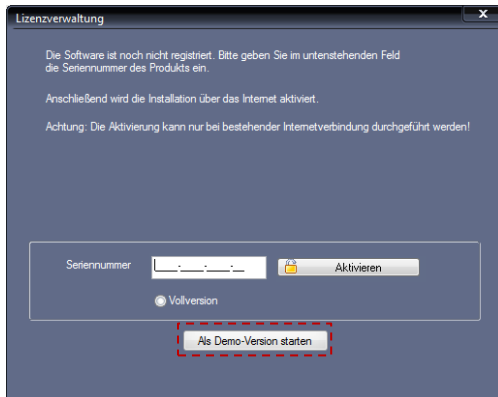 Lizenzverwaltung
Die Software ist noch nicht registriert. Bitte geben Sie im untenstehenden Feld
die Seriennummer des Produkts ein.
Anschließend wird die Installation über das Internet aktiviert.
Achtung: Die Aktivierung kann nur bei bestehender Internetverbindung durchgeführt werden!
Seriennummer
Aktivieren
Vollversion
Als Demo-Version starten